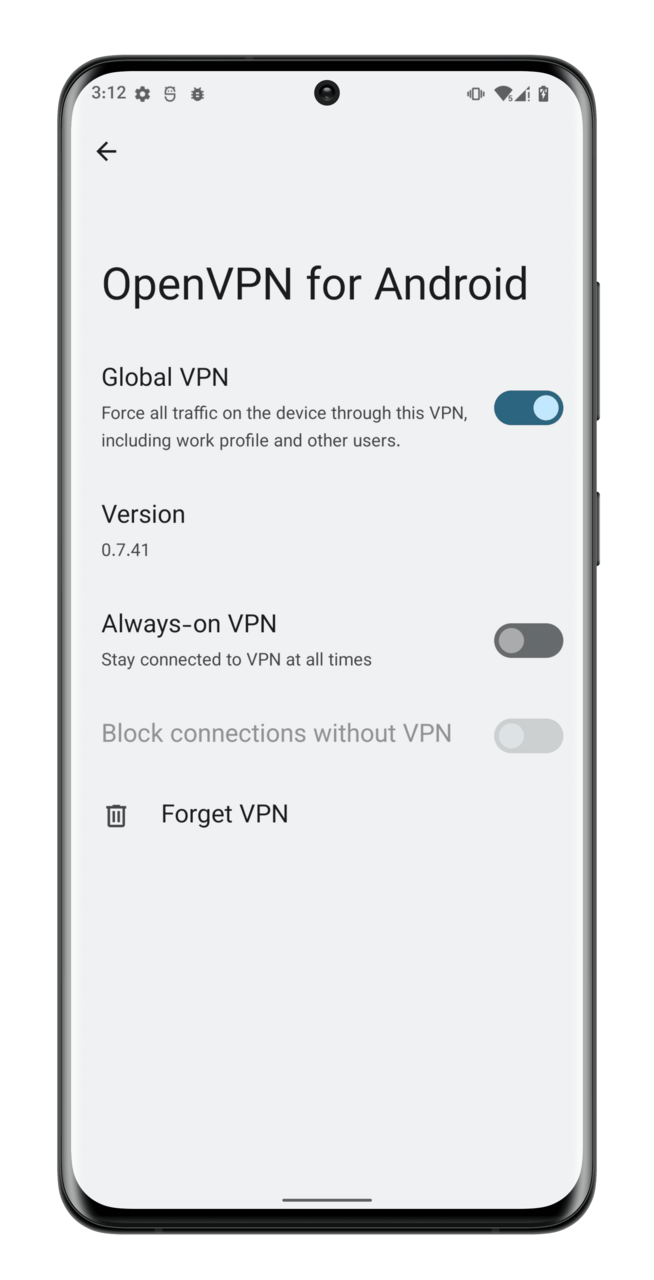 3:12
OpenVPN for Android
Global VPN
Force all traffic on the device through this VPN,
including work profile and other users.
Version
0.7.41
Always-on VPN
Stay connected to VPN at all times
Block connections without VPN
Forget VPN